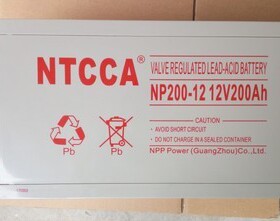 NTCCA®
VALVE REGULATED LEAD-ACID BATTERY
NP200-12 12V200Ah
CAUTION
• AVOID SHORT CIRCUIT
• DO NOT CHARGE IN A SEALED CONTAINER
NPP Power (GuangZhou)Co., Ltd.
Pb
Pb